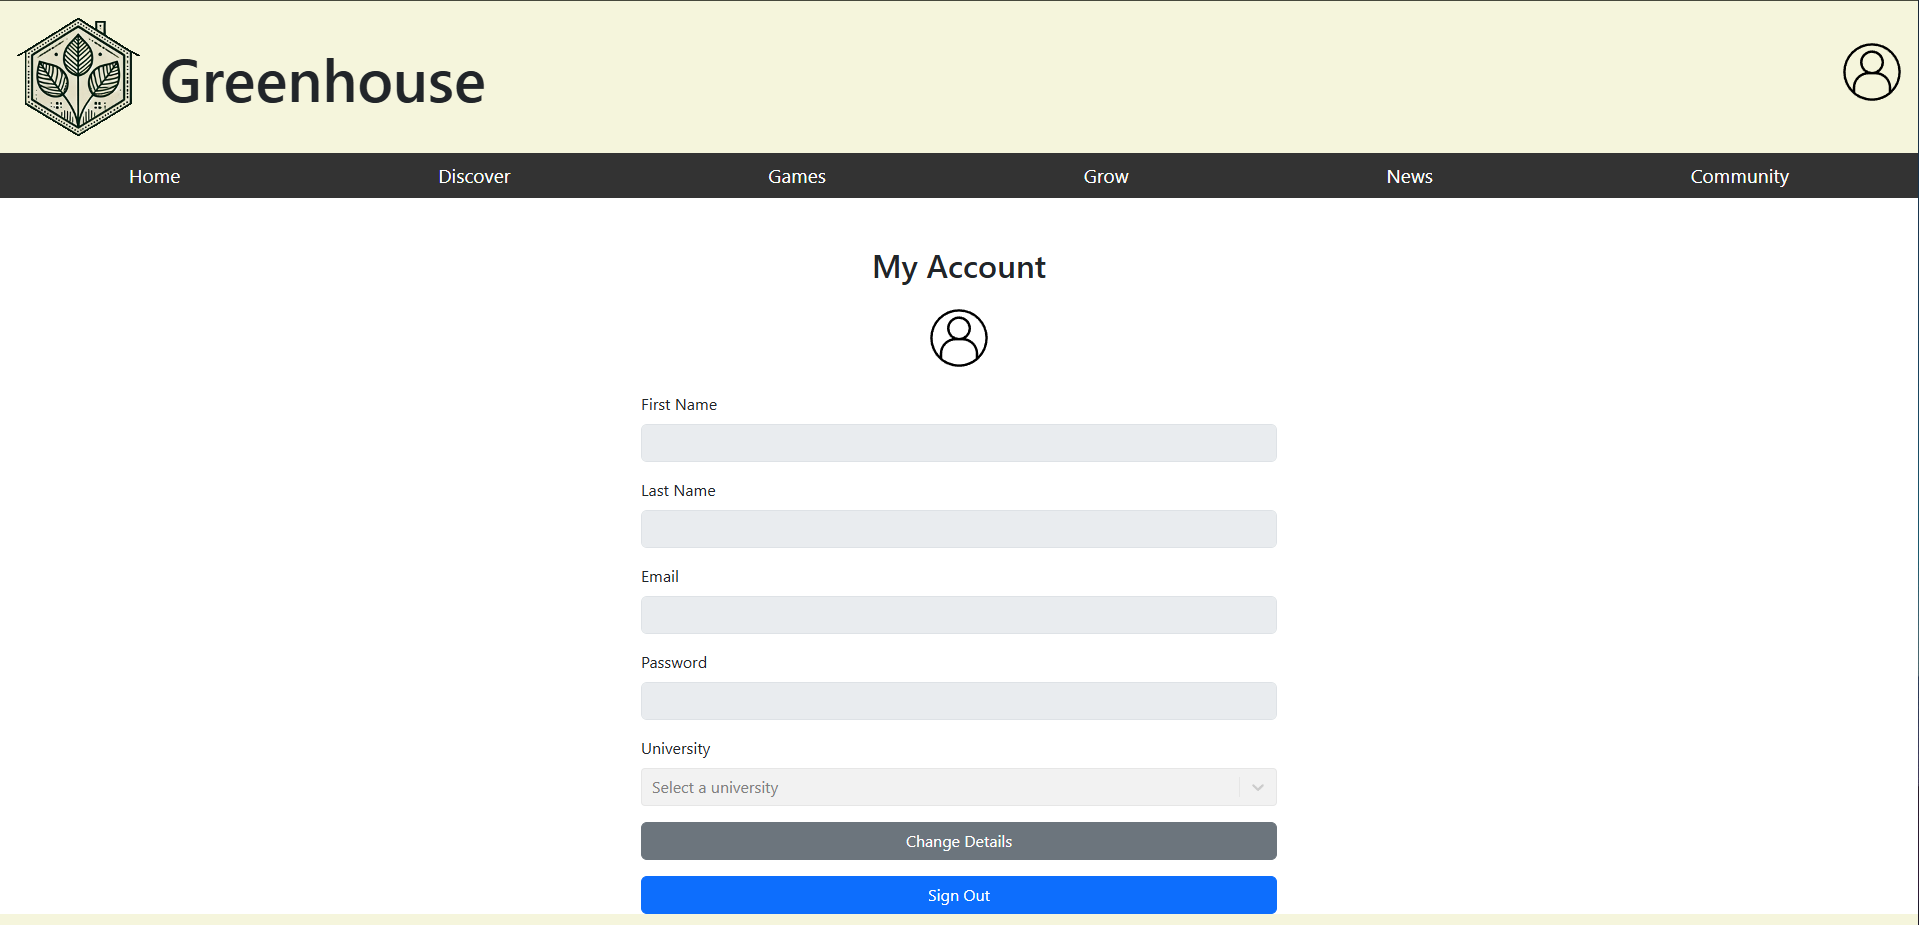 Greenhouse
Home Discover Games Grow News Community
My Account
First Name
Last Name
Email
Password
University
Select a university
Change Details
Sign Out